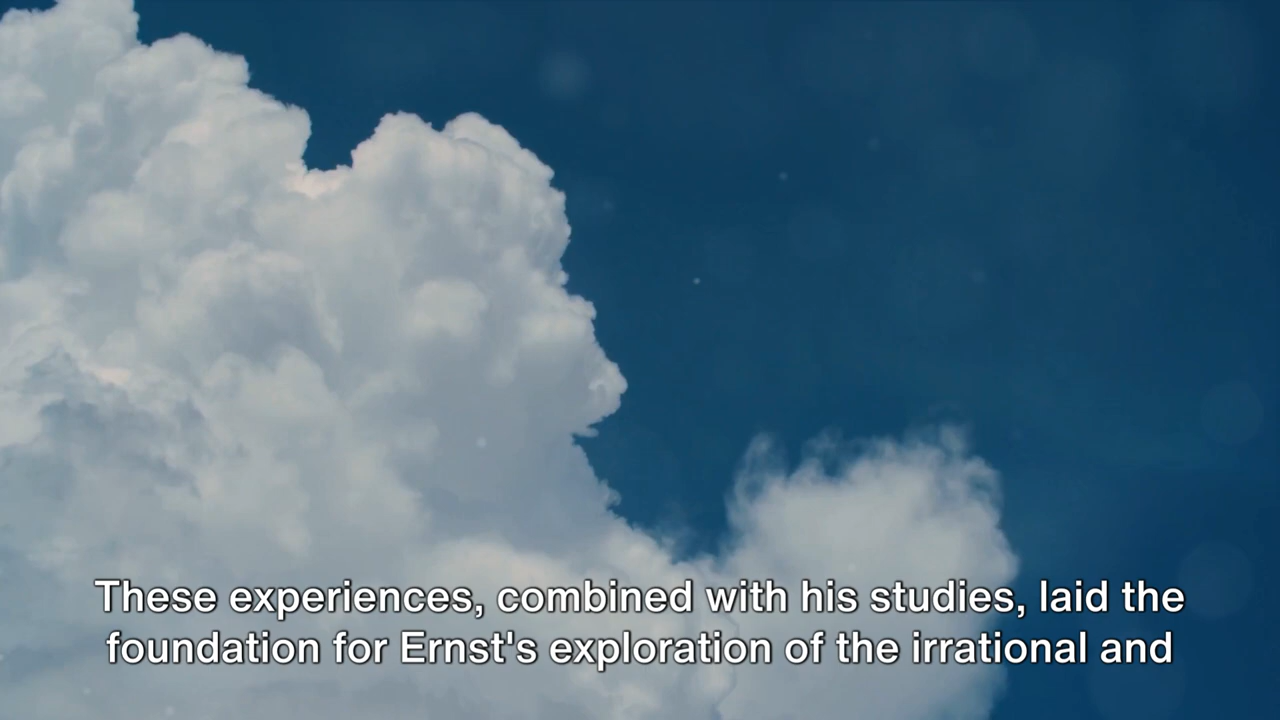 These experiences, combined with his studies, laid the
foundation for Ernst's exploration of the irrational and